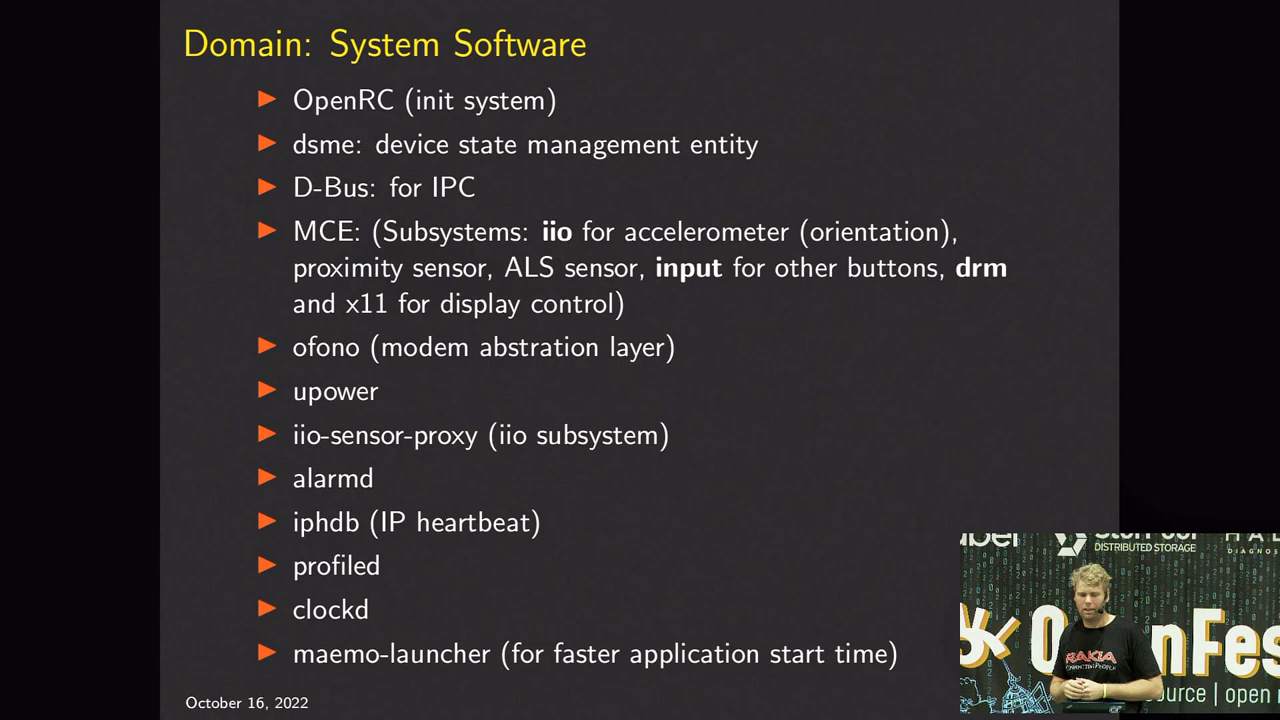 Domain: System Software
OpenRC (init system)
dsme: device state management entity
D-Bus: for IPC
MCE: (Subsystems: iio for accelerometer (orientation),
proximity sensor, ALS sensor, input for other buttons, drm
and x11 for display control)
ofono (modem abstration layer)
upower
iio-sensor-proxy (iio subsystem)
alarmd
iphdb (IP heartbeat)
profiled
clockd
maemo-launcher (for faster application start time)
October 16, 2022
DISTRIBUTED STORAGE
DIAGNOS
source | open